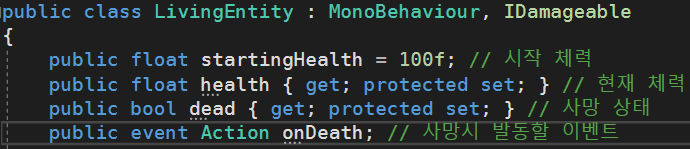 public class LivingEntity : MonoBehaviour, IDamageable
{
public float startingHealth = 100f; // 시작 체력
public float health { get; protected set; } // 현재 체력
public bool dead { get; protected set; } // 사망 상태
public event Action onDeath; // 사망시 발동할 이벤트